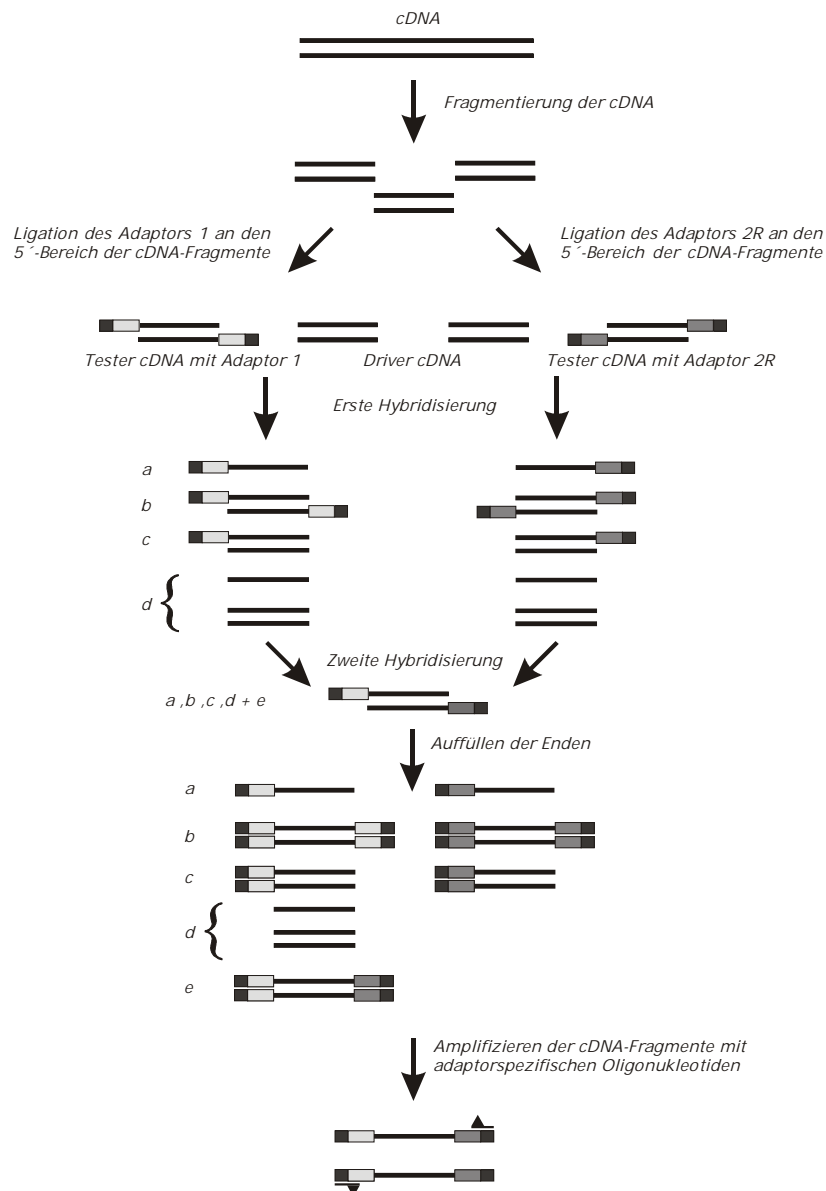 cDNA
Fragmentierung der cDNA
Ligation des Adaptors 1 an den
5´-Bereich der cDNA-Fragmente
Ligation des Adaptors 2R an den
5´-Bereich der cDNA-Fragmente
Tester cDNA mit Adaptor 1
Driver cDNA
Tester cDNA mit Adaptor 2R
Erste Hybridisierung
a
b
c
d {
Zweite Hybridisierung
a ,b ,c ,d + e
Auffüllen der Enden
a
b
c
d {
e
Amplifizieren der cDNA-Fragmente mit
adaptorspezifischen Oligonukleotiden